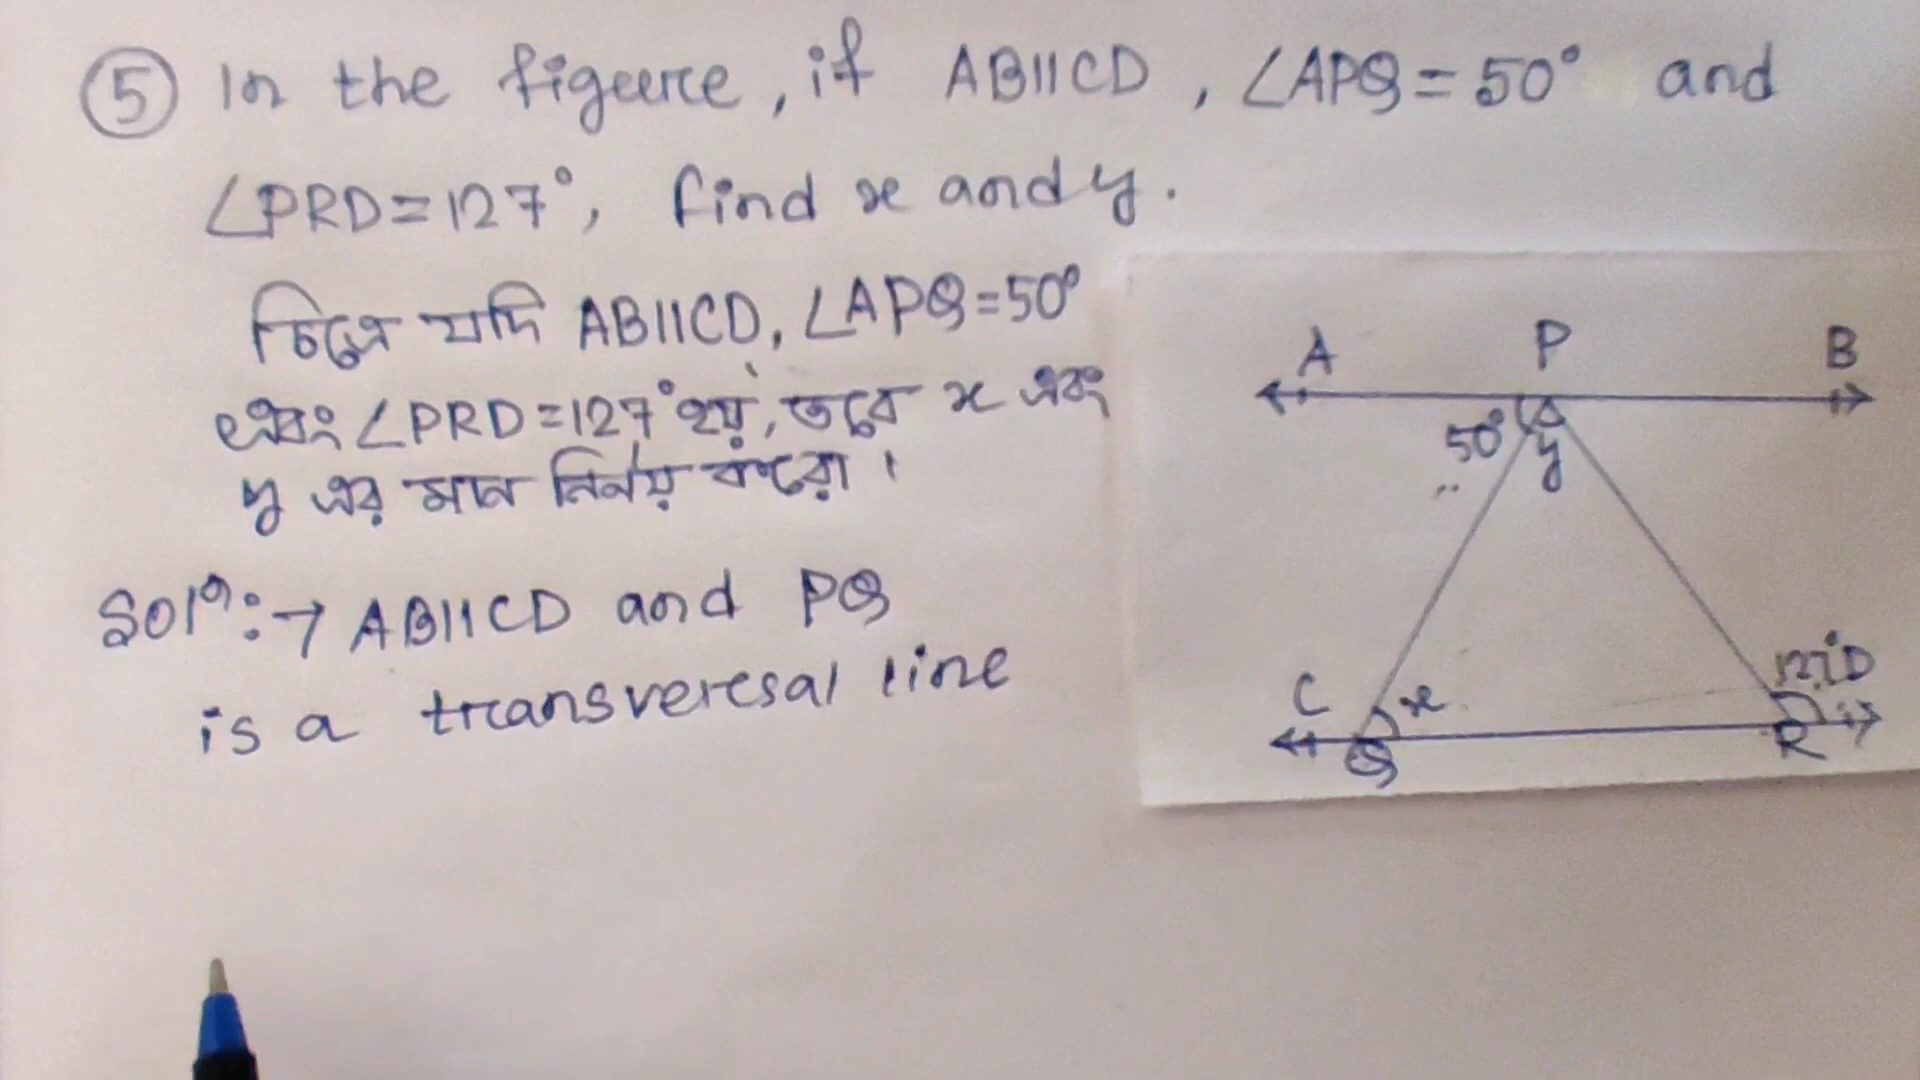 5 In the figure, if AB||CD, ∠APQ=50° and
∠PRD=127°, find x and y.
চিত্রে যদি AB||CD, ∠APQ=50°
এবং ∠PRD=127° হয়, তবে x এবং
y এর মান নির্ণয় করো।
Solⁿ:→ AB||CD and PQ
is a transversal line
A P B
50° y
C x 127° D
Q R